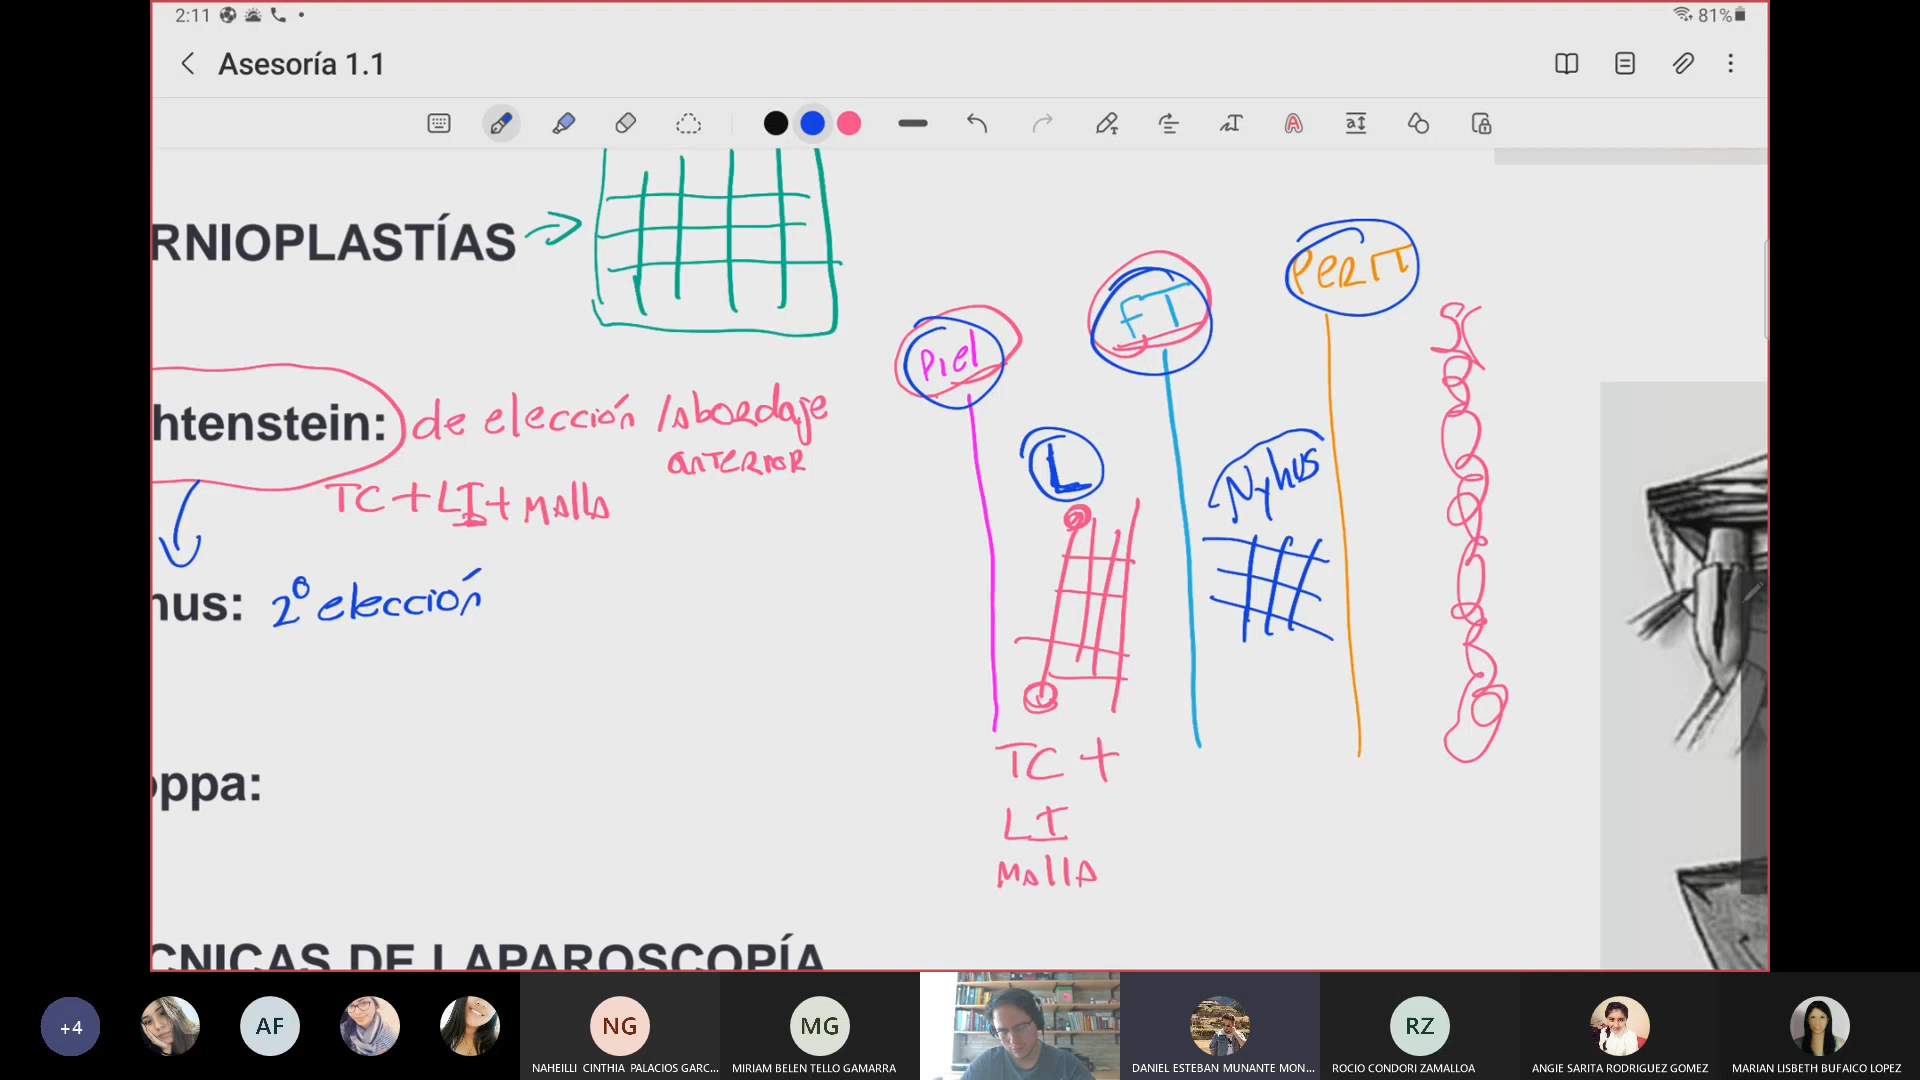 2:11
81%
Asesoría 1.1
RNIOPLASTÍAS
PERIT
FT
Piel
htenstein: de elección / Abordaje
anterior
TC + LI + Malla
L
Nyhus
hus: 2° elección
oppa:
TC +
LI
Malla
CNICAS DE LAPAROSCOPÍA
+4
AF
NG
MG
RZ
NAHEILLI CINTHIA PALACIOS GARC...
MIRIAM BELEN TELLO GAMARRA
DANIEL ESTEBAN MUNANTE MON...
ROCIO CONDORI ZAMALLOA
ANGIE SARITA RODRIGUEZ GOMEZ
MARIAN LISBETH BUFAICO LOPEZ